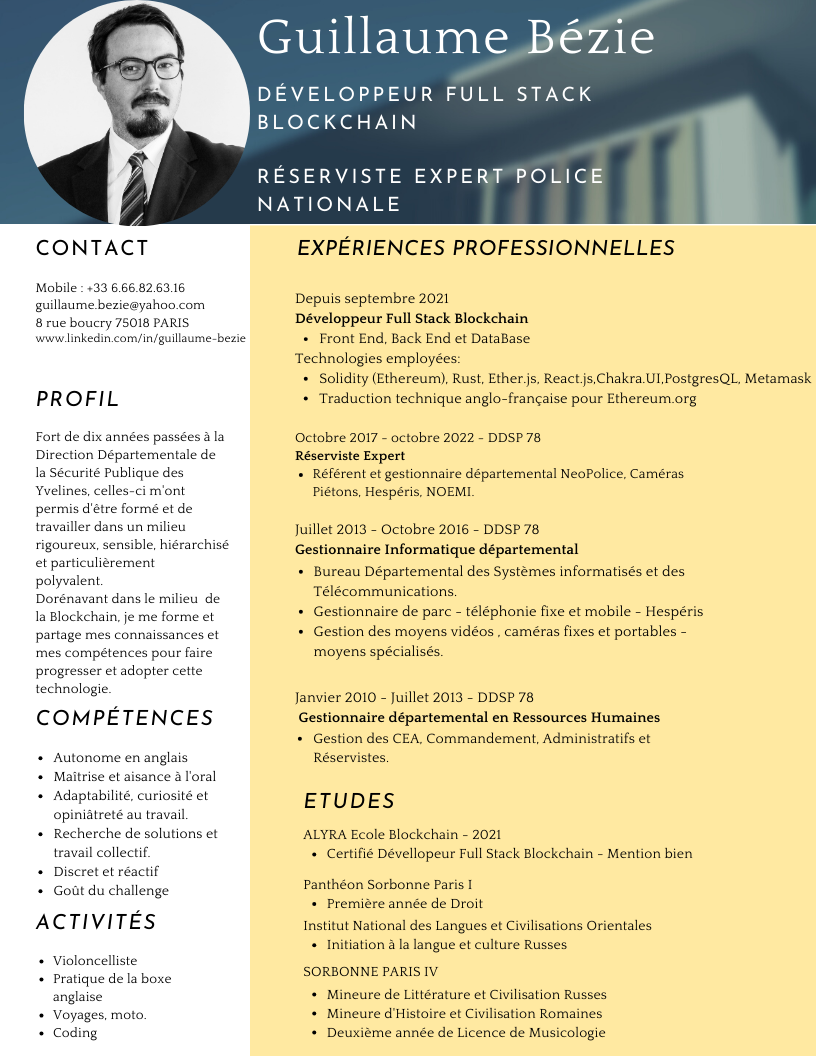 Guillaume Bézie
DÉVELOPPEUR FULL STACK
BLOCKCHAIN
RÉSERVISTE EXPERT POLICE
NATIONALE
CONTACT
Mobile : +33 6.66.82.63.16
guillaume.bezie@yahoo.com
8 rue boucry 75018 PARIS
www.linkedin.com/in/guillaume-bezie
PROFIL
Fort de dix années passées à la
Direction Départementale de
la Sécurité Publique des
Yvelines, celles-ci m'ont
permis d'être formé et de
travailler dans un milieu
rigoureux, sensible, hiérarchisé
et particulièrement
polyvalent.
Dorénavant dans le milieu de
la Blockchain, je me forme et
partage mes connaissances et
mes compétences pour faire
progresser et adopter cette
technologie.
COMPÉTENCES
• Autonome en anglais
• Maîtrise et aisance à l'oral
• Adaptabilité, curiosité et
opiniâtreté au travail.
• Recherche de solutions et
travail collectif.
• Discret et réactif
• Goût du challenge
ACTIVITÉS
• Violoncelliste
• Pratique de la boxe
anglaise
• Voyages, moto.
• Coding
EXPÉRIENCES PROFESSIONNELLES
Depuis septembre 2021
Développeur Full Stack Blockchain
• Front End, Back End et DataBase
Technologies employées:
• Solidity (Ethereum), Rust, Ether.js, React.js,Chakra.UI,PostgresQL, Metamask
• Traduction technique anglo-française pour Ethereum.org
Octobre 2017 - octobre 2022 - DDSP 78
Réserviste Expert
• Référent et gestionnaire départemental NeoPolice, Caméras
Piétons, Hespéris, NOEMI.
Juillet 2013 - Octobre 2016 - DDSP 78
Gestionnaire Informatique départemental
• Bureau Départemental des Systèmes informatisés et des
Télécommunications.
• Gestionnaire de parc - téléphonie fixe et mobile - Hespéris
• Gestion des moyens vidéos , caméras fixes et portables -
moyens spécialisés.
Janvier 2010 - Juillet 2013 - DDSP 78
Gestionnaire départemental en Ressources Humaines
• Gestion des CEA, Commandement, Administratifs et
Réservistes.
ETUDES
ALYRA Ecole Blockchain - 2021
• Certifié Dévellopeur Full Stack Blockchain - Mention bien
Panthéon Sorbonne Paris I
• Première année de Droit
Institut National des Langues et Civilisations Orientales
• Initiation à la langue et culture Russes
SORBONNE PARIS IV
• Mineure de Littérature et Civilisation Russes
• Mineure d'Histoire et Civilisation Romaines
• Deuxième année de Licence de Musicologie